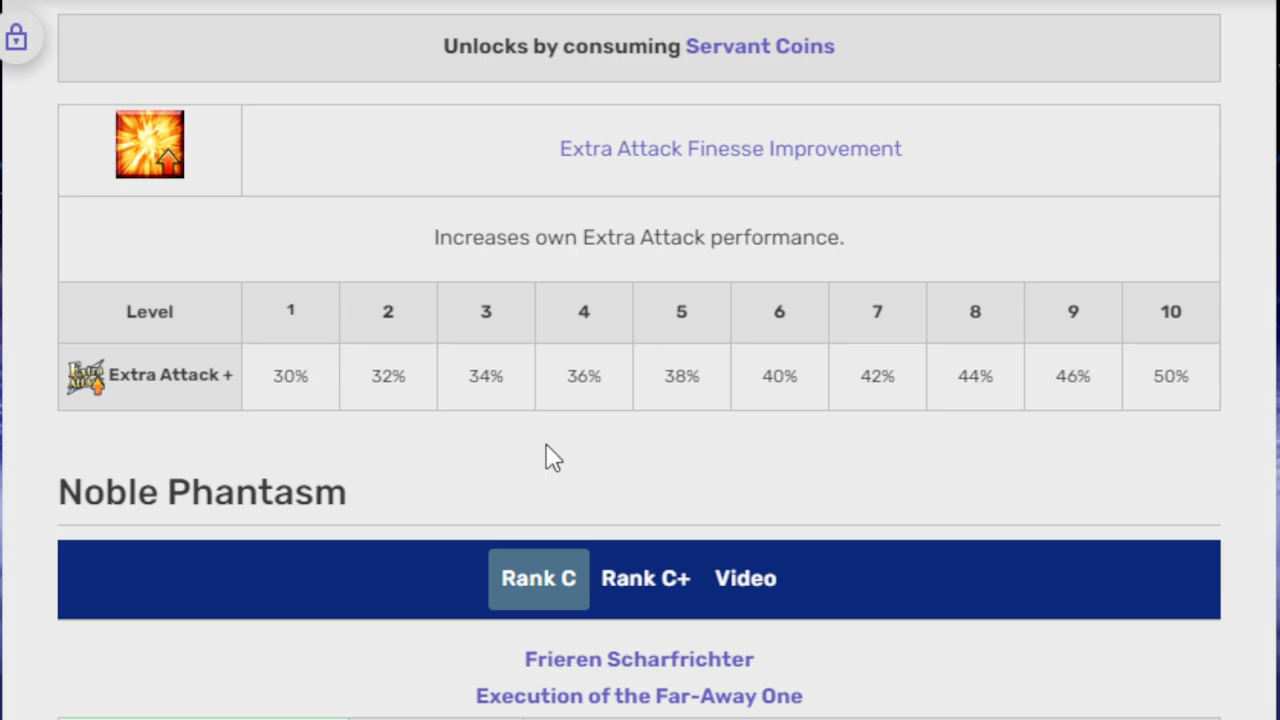 Unlocks by consuming Servant Coins
Extra Attack Finesse Improvement
Increases own Extra Attack performance.
Level 1 2 3 4 5 6 7 8 9 10
Extra Attack + 30% 32% 34% 36% 38% 40% 42% 44% 46% 50%
Noble Phantasm
Rank C Rank C+ Video
Frieren Scharfrichter
Execution of the Far-Away One